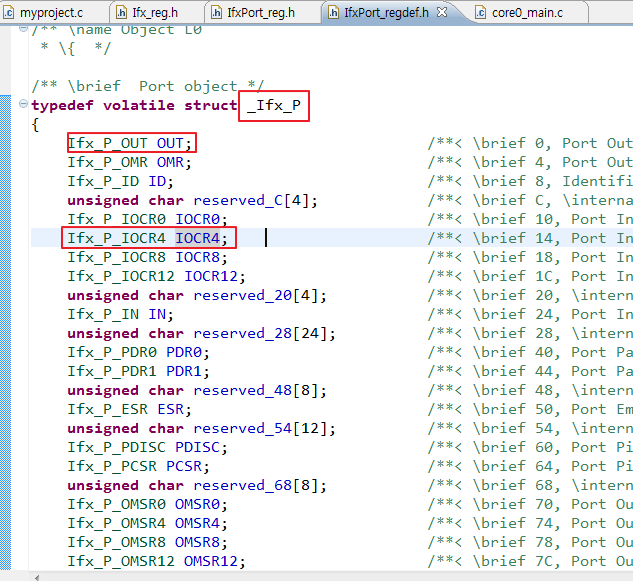 myproject.c Ifx_reg.h IfxPort_reg.h IfxPort_regdef.h core0_main.c
/** \name Object L0
 * \{  */
/** \brief  Port object */
typedef volatile struct _Ifx_P
{
Ifx_P_OUT OUT; /**< \brief 0, Port Out
Ifx_P_OMR OMR; /**< \brief 4, Port Out
Ifx_P_ID ID; /**< \brief 8, Identifi
unsigned char reserved_C[4]; /**< \brief C, \interna
Ifx_P_IOCR0 IOCR0; /**< \brief 10, Port In
Ifx_P_IOCR4 IOCR4; /**< \brief 14, Port In
Ifx_P_IOCR8 IOCR8; /**< \brief 18, Port In
Ifx_P_IOCR12 IOCR12; /**< \brief 1C, Port In
unsigned char reserved_20[4]; /**< \brief 20, \intern
Ifx_P_IN IN; /**< \brief 24, Port In
unsigned char reserved_28[24]; /**< \brief 28, \intern
Ifx_P_PDR0 PDR0; /**< \brief 40, Port Pa
Ifx_P_PDR1 PDR1; /**< \brief 44, Port Pa
unsigned char reserved_48[8]; /**< \brief 48, \intern
Ifx_P_ESR ESR; /**< \brief 50, Port Em
unsigned char reserved_54[12]; /**< \brief 54, \intern
Ifx_P_PDISC PDISC; /**< \brief 60, Port Pi
Ifx_P_PCSR PCSR; /**< \brief 64, Port Pi
unsigned char reserved_68[8]; /**< \brief 68, \intern
Ifx_P_OMSR0 OMSR0; /**< \brief 70, Port Ou
Ifx_P_OMSR4 OMSR4; /**< \brief 74, Port Ou
Ifx_P_OMSR8 OMSR8; /**< \brief 78, Port Ou
Ifx_P_OMSR12 OMSR12; /**< \brief 7C, Port Ou